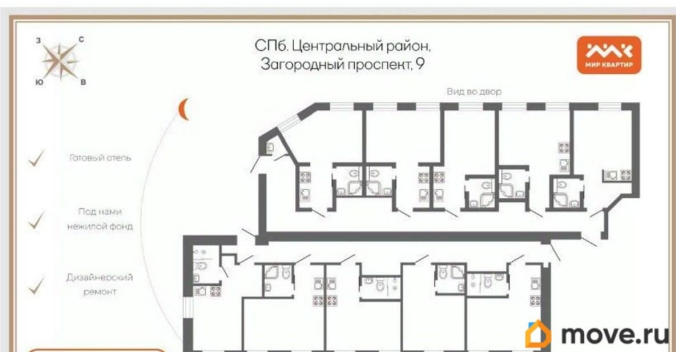 З
С
Ю
В
СПб. Центральный район,
Загородный проспект, 9
МИР КВАРТИР
Вид во двор
Готовый отель
Под нами
нежилой фонд
Дизайнерский
ремонт
move.ru